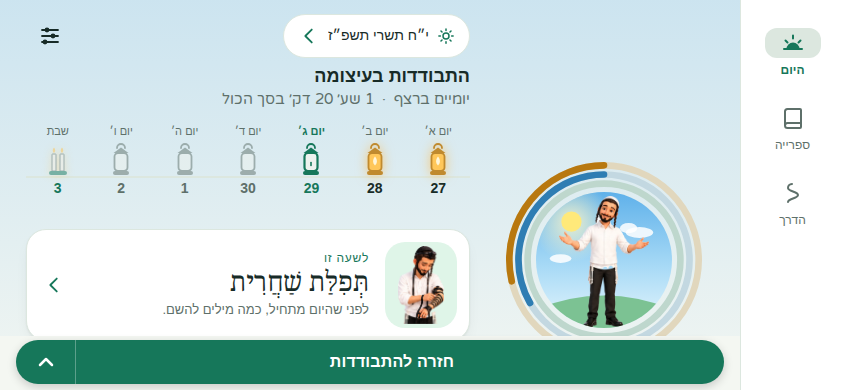 י״ח תשרי תשפ״ז
התבודדות בעיצומה
יומיים ברצף · 1 שע׳ 20 דק׳ בסך הכול
יום א׳ יום ב׳ יום ג׳ יום ד׳ יום ה׳ יום ו׳ שבת
27 28 29 30 1 2 3
לשעה זו
תְּפִלַּת שַׁחֲרִית
לפני שהיום מתחיל, כמה מילים להשם.
חזרה להתבודדות
היום
ספרייה
הדרך